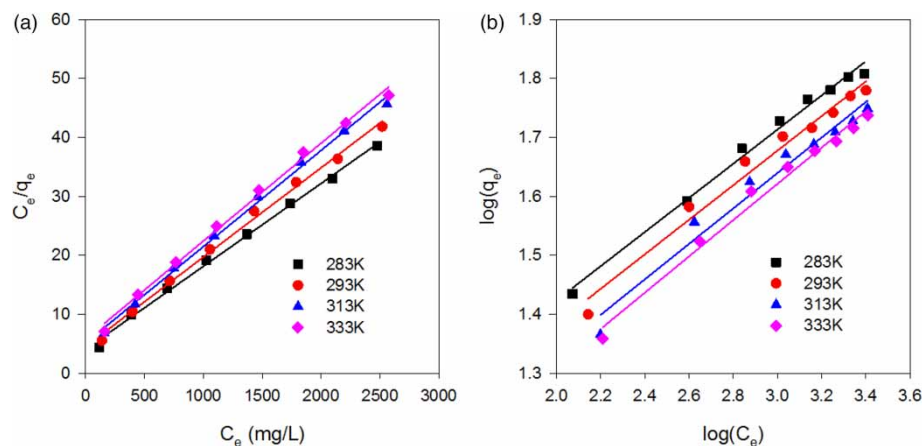 (a)
60
50
40
30
20
10
0
Ce/qe
0 500 1000 1500 2000 2500 3000
Ce (mg/L)
283K
293K
313K
333K
(b)
1.9
1.8
1.7
1.6
1.5
1.4
1.3
log(qe)
2.0 2.2 2.4 2.6 2.8 3.0 3.2 3.4 3.6
log(Ce)
283K
293K
313K
333K